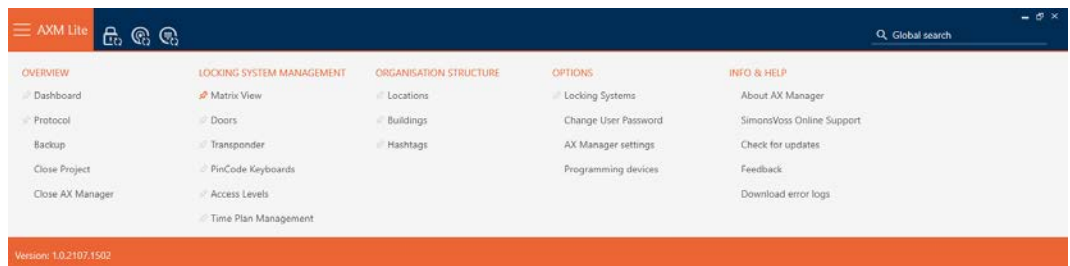 AXM Lite
Global search
OVERVIEW
Dashboard
Protocol
Backup
Close Project
Close AX Manager
LOCKING SYSTEM MANAGEMENT
Matrix View
Doors
Transponder
PinCode Keyboards
Access Levels
Time Plan Management
ORGANISATION STRUCTURE
Locations
Buildings
Hashtags
OPTIONS
Locking Systems
Change User Password
AX Manager settings
Programming devices
INFO & HELP
About AX Manager
SimonsVoss Online Support
Check for updates
Feedback
Download error logs
Version: 1.0.2107.1502